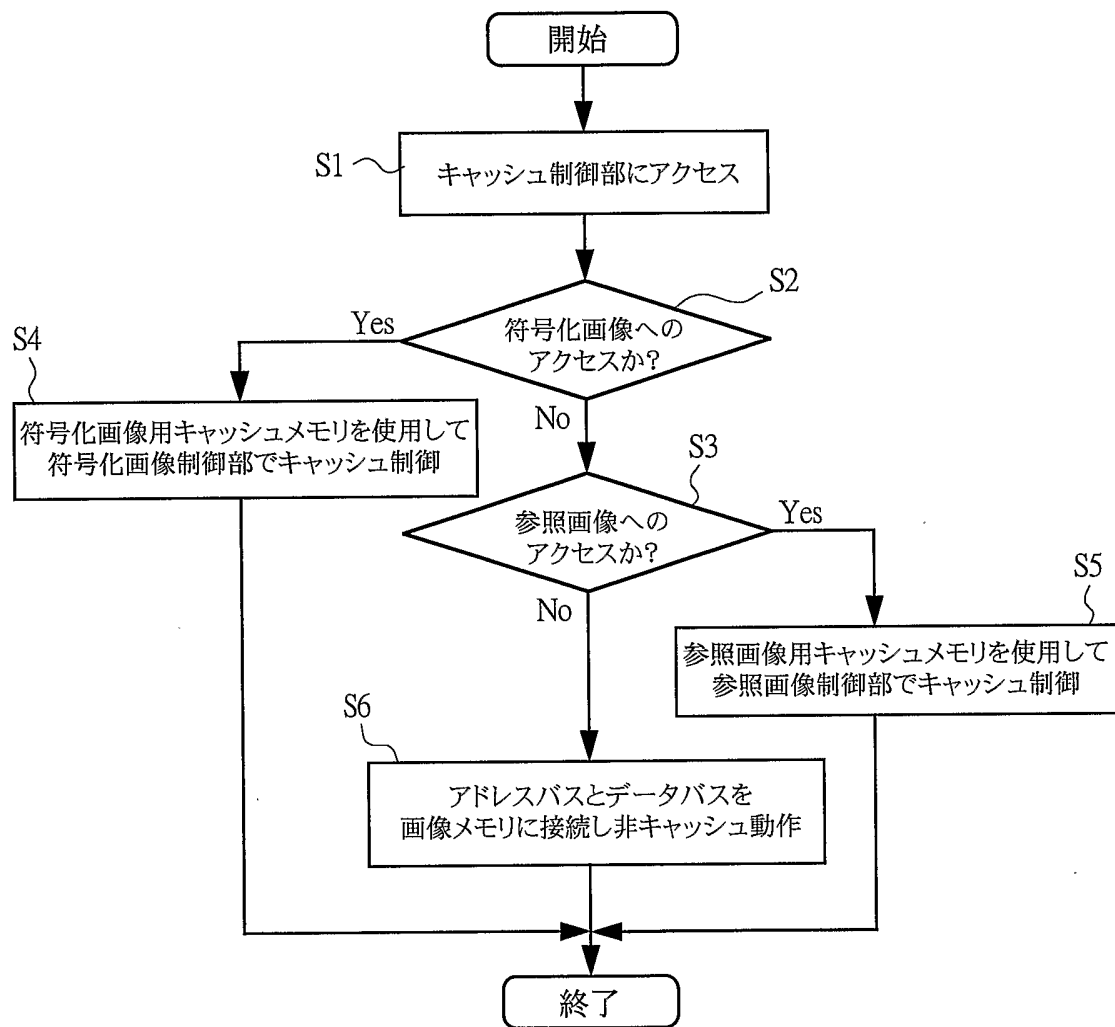 開始
S1
キャッシュ制御部にアクセス
S2
符号化画像への
アクセスか?
Yes
No
S4
符号化画像用キャッシュメモリを使用して
符号化画像制御部でキャッシュ制御
S3
参照画像への
アクセスか?
Yes
No
S5
参照画像用キャッシュメモリを使用して
参照画像制御部でキャッシュ制御
S6
アドレスバスとデータバスを
画像メモリに接続し非キャッシュ動作
終了